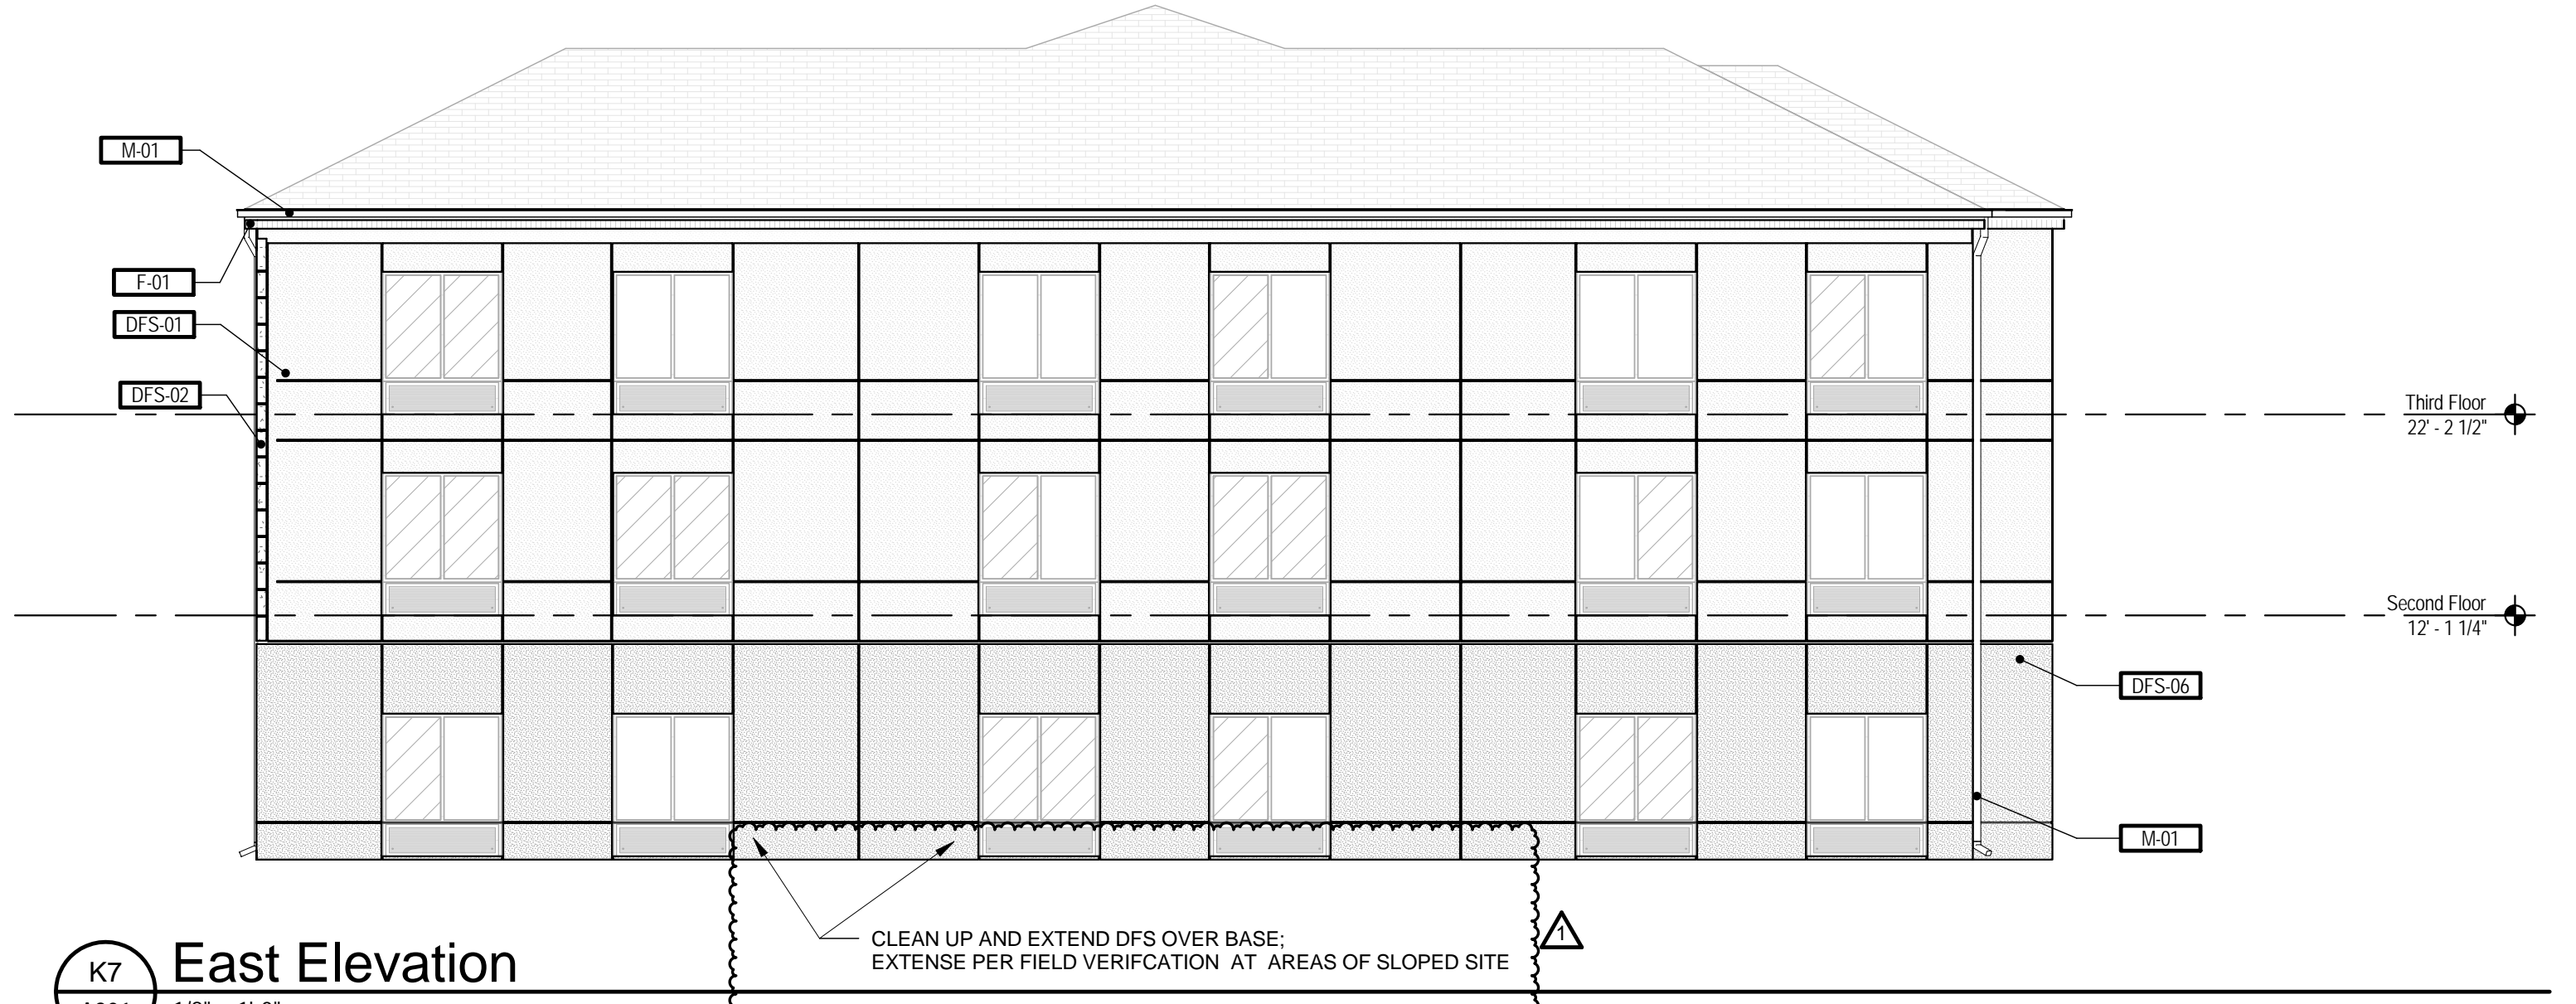 M-01
F-01
DFS-01
DFS-02
Third Floor
22' - 2 1/2"
Second Floor
12' - 1 1/4"
DFS-06
M-01
CLEAN UP AND EXTEND DFS OVER BASE;
EXTENSE PER FIELD VERIFCATION AT AREAS OF SLOPED SITE
1
K7
East Elevation